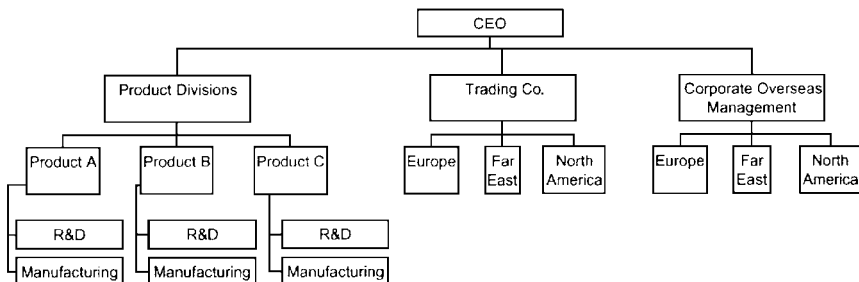 CEO
Product Divisions
Trading Co.
Corporate Overseas
Management
Product A
Product B
Product C
Europe
Far
East
North
America
Europe
Far
East
North
America
R&D
R&D
R&D
Manufacturing
Manufacturing
Manufacturing